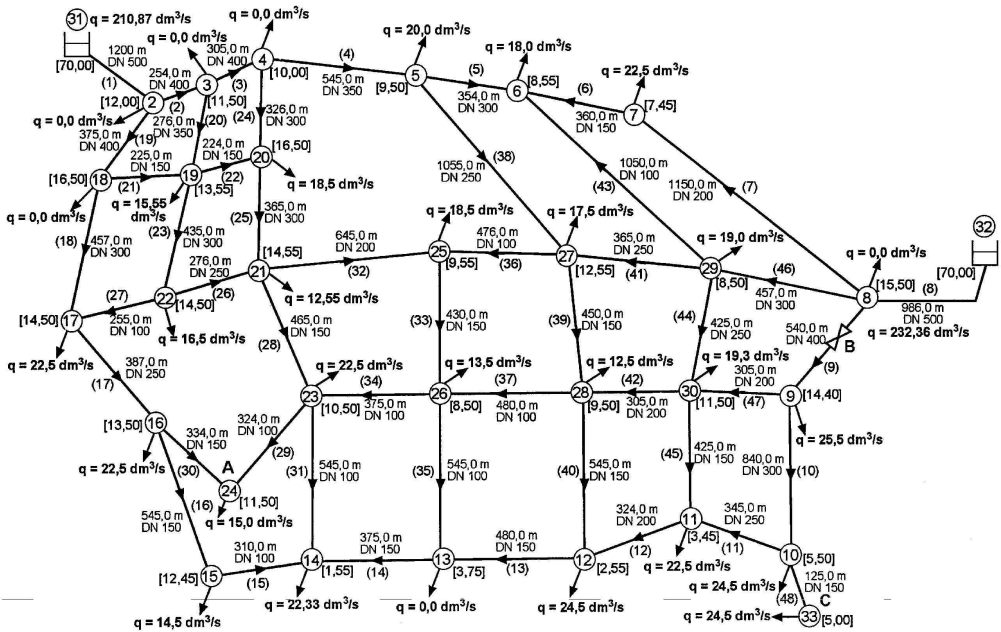 31
q = 210,87 dm³/s
[70,00]
1200 m
DN 500
(1)
2
[12,00]
q = 0,0 dm³/s
254,0 m
DN 400
(2)
q = 0,0 dm³/s
3
[11,50]
305,0 m
DN 400
(3)
q = 0,0 dm³/s
4
[10,00]
(4)
545,0 m
DN 350
q = 20,0 dm³/s
5
[9,50]
(5)
354,0 m
DN 300
q = 18,0 dm³/s
6
[8,55]
(6)
360,0 m
DN 150
q = 22,5 dm³/s
7
[7,45]
375,0 m
DN 400
(19)
276,0 m
DN 350
(20)
326,0 m
DN 300
(24)
1055,0 m
DN 250
(38)
1050,0 m
DN 100
(43)
1150,0 m
DN 200
(7)
[16,50]
18
q = 0,0 dm³/s
225,0 m
DN 150
(21)
19
[13,55]
q = 15,55
dm³/s
224,0 m
DN 150
(22)
20
[16,50]
q = 18,5 dm³/s
32
[70,00]
(8)
986,0 m
DN 500
q = 232,36 dm³/s
q = 0,0 dm³/s
8
[15,50]
(18)
457,0 m
DN 300
(23)
435,0 m
DN 300
(25)
365,0 m
DN 300
[14,55]
21
q = 12,55 dm³/s
645,0 m
DN 200
(32)
q = 18,5 dm³/s
25
[9,55]
476,0 m
DN 100
(36)
q = 17,5 dm³/s
27
[12,55]
365,0 m
DN 250
(41)
q = 19,0 dm³/s
29
[8,50]
(46)
457,0 m
DN 300
276,0 m
DN 250
(26)
22
[14,50]
q = 16,5 dm³/s
(27)
255,0 m
DN 100
[14,50]
17
q = 22,5 dm³/s
465,0 m
DN 150
(28)
(33)
430,0 m
DN 150
(39)
450,0 m
DN 150
(44)
425,0 m
DN 250
540,0 m
DN 400
B
(9)
387,0 m
DN 250
(17)
q = 22,5 dm³/s
23
[10,50]
(34)
375,0 m
DN 100
q = 13,5 dm³/s
26
[8,50]
(37)
480,0 m
DN 100
q = 12,5 dm³/s
28
[9,50]
(42)
305,0 m
DN 200
q = 19,3 dm³/s
30
[11,50]
305,0 m
DN 200
(47)
9
[14,40]
q = 25,5 dm³/s
[13,50]
16
q = 22,5 dm³/s
334,0 m
DN 150
(30)
A
24
[11,50]
q = 15,0 dm³/s
324,0 m
DN 100
(29)
(31)
545,0 m
DN 100
(35)
545,0 m
DN 100
(40)
545,0 m
DN 150
(45)
425,0 m
DN 150
840,0 m
DN 300
(10)
(16)
545,0 m
DN 150
324,0 m
DN 200
(12)
11
[3,45]
q = 22,5 dm³/s
345,0 m
DN 250
(11)
10
[5,50]
q = 24,5 dm³/s
[12,45]
15
q = 14,5 dm³/s
310,0 m
DN 100
(15)
14
[1,55]
q = 22,33 dm³/s
375,0 m
DN 150
(14)
13
[3,75]
q = 0,0 dm³/s
480,0 m
DN 150
(13)
12
[2,55]
q = 24,5 dm³/s
125,0 m
DN 150
(48)
C
q = 24,5 dm³/s
33
[5,00]